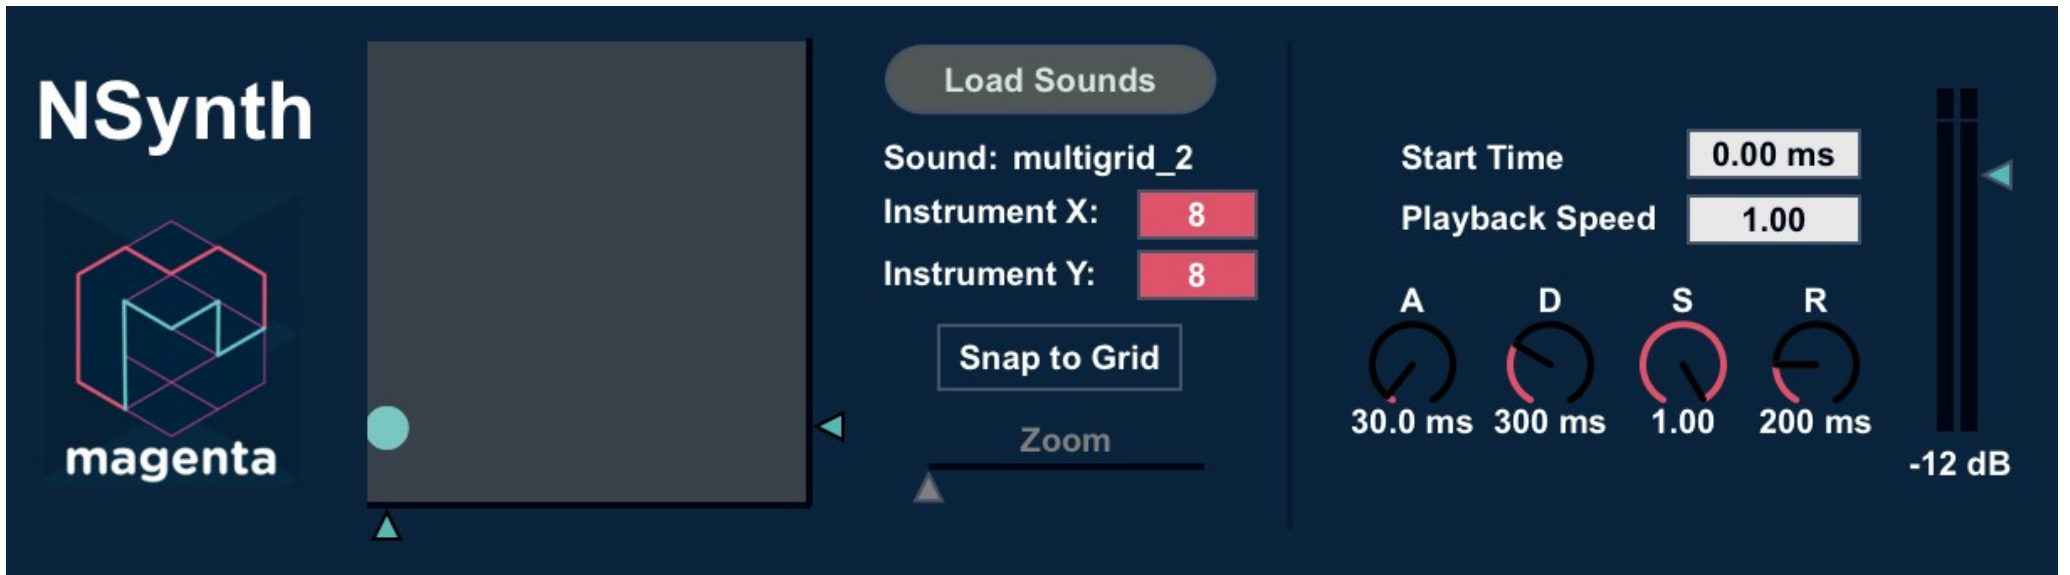 NSynth
magenta
Load Sounds
Sound: multigrid_2
Instrument X: 8
Instrument Y: 8
Snap to Grid
Zoom
Start Time 0.00 ms
Playback Speed 1.00
A D S R
30.0 ms 300 ms 1.00 200 ms
-12 dB